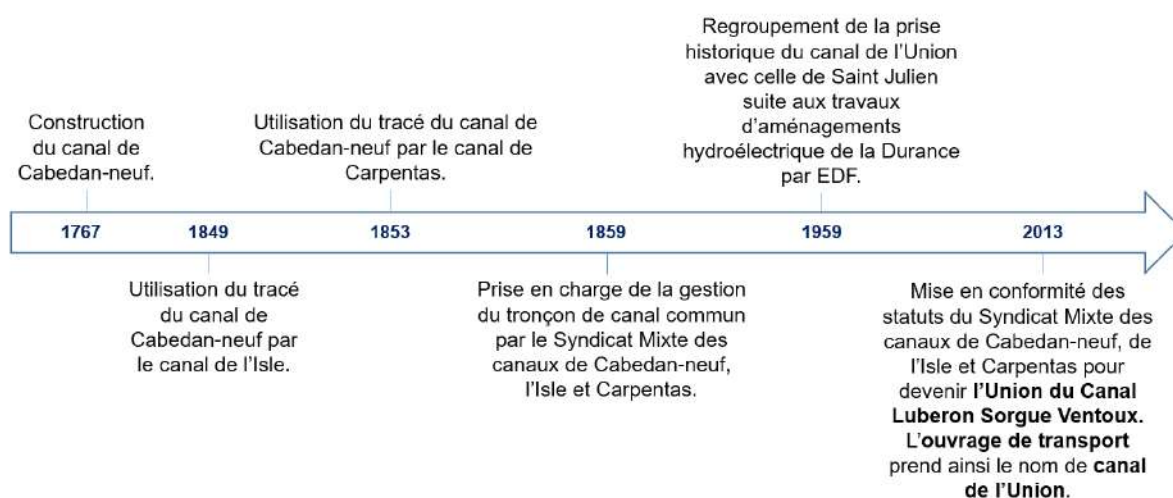 Construction
du canal de
Cabedan-neuf.
Utilisation du tracé du canal de
Cabedan-neuf par le canal de
Carpentas.
Regroupement de la prise
historique du canal de l'Union
avec celle de Saint Julien
suite aux travaux
d'aménagements
hydroélectrique de la Durance
par EDF.
1767
1849
1853
1859
1959
2013
Utilisation du tracé
du canal de
Cabedan-neuf par
le canal de l'Isle.
Prise en charge de la gestion
du tronçon de canal commun
par le Syndicat Mixte des
canaux de Cabedan-neuf,
l'Isle et Carpentas.
Mise en conformité des
statuts du Syndicat Mixte des
canaux de Cabedan-neuf, de
l'Isle et Carpentas pour
devenir l'Union du Canal
Luberon Sorgue Ventoux.
L'ouvrage de transport
prend ainsi le nom de canal
de l'Union.